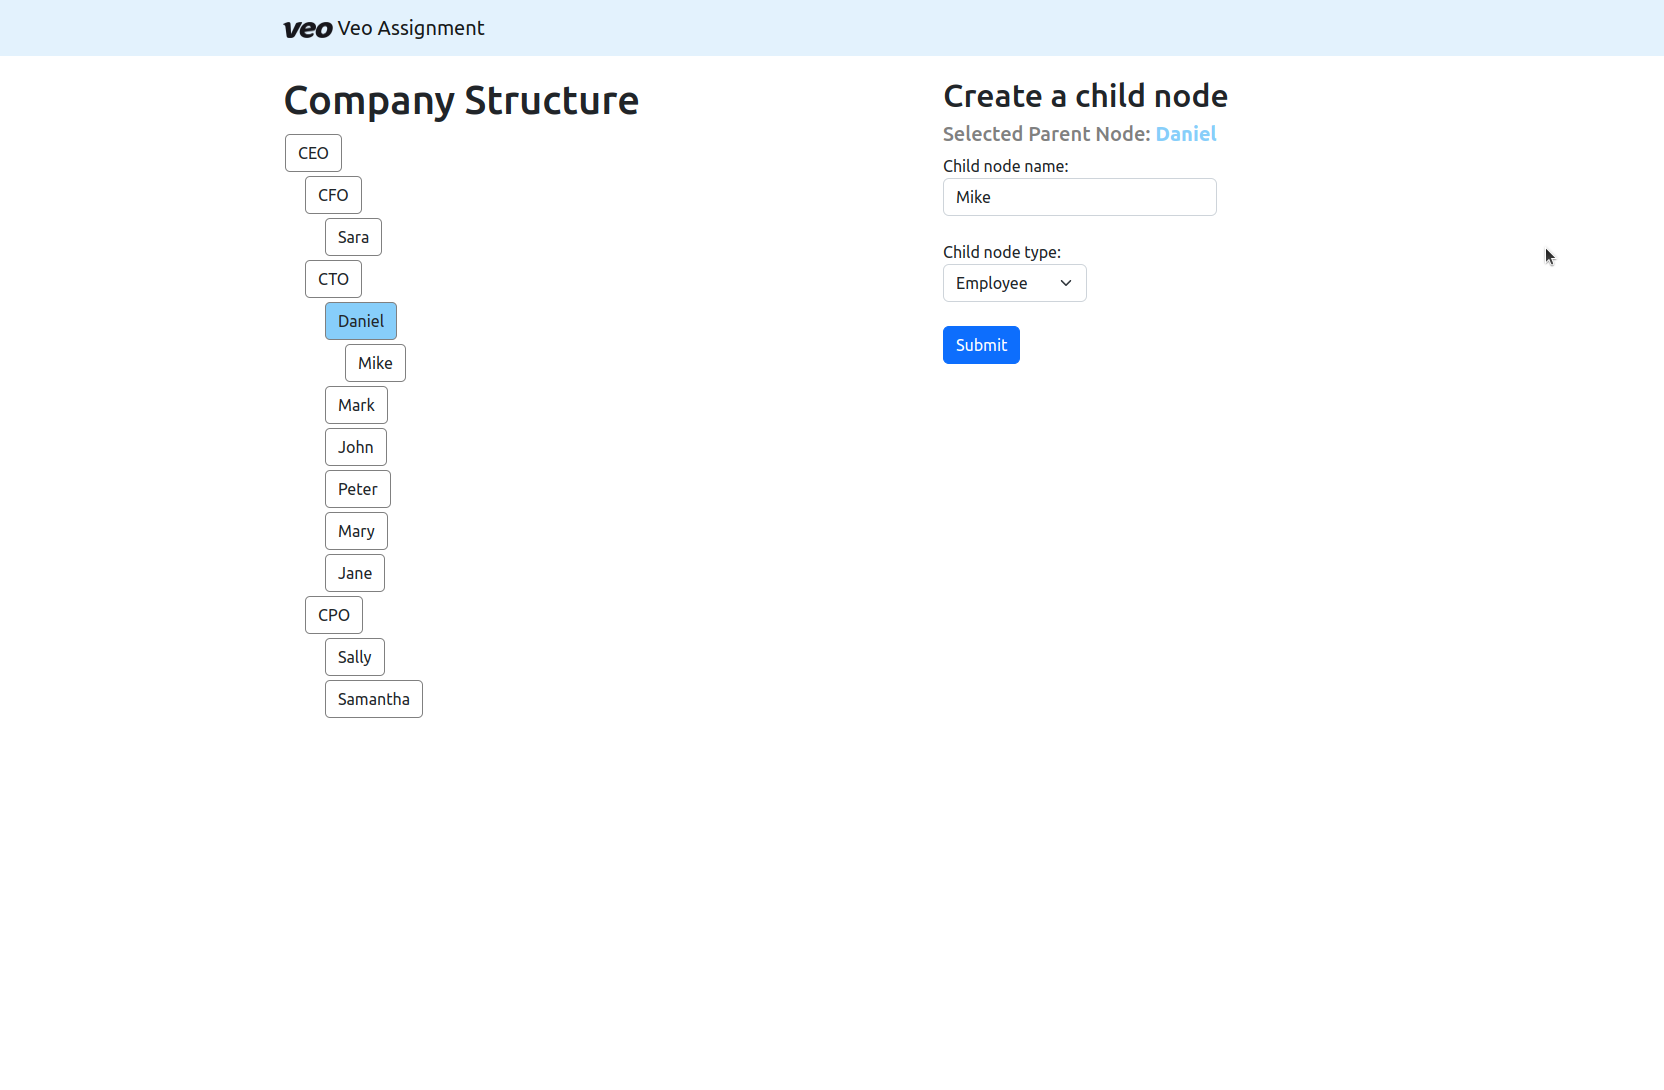 veo Veo Assignment
Company Structure
CEO
CFO
Sara
CTO
Daniel
Mike
Mark
John
Peter
Mary
Jane
CPO
Sally
Samantha
Create a child node
Selected Parent Node: Daniel
Child node name:
Mike
Child node type:
Employee
Submit